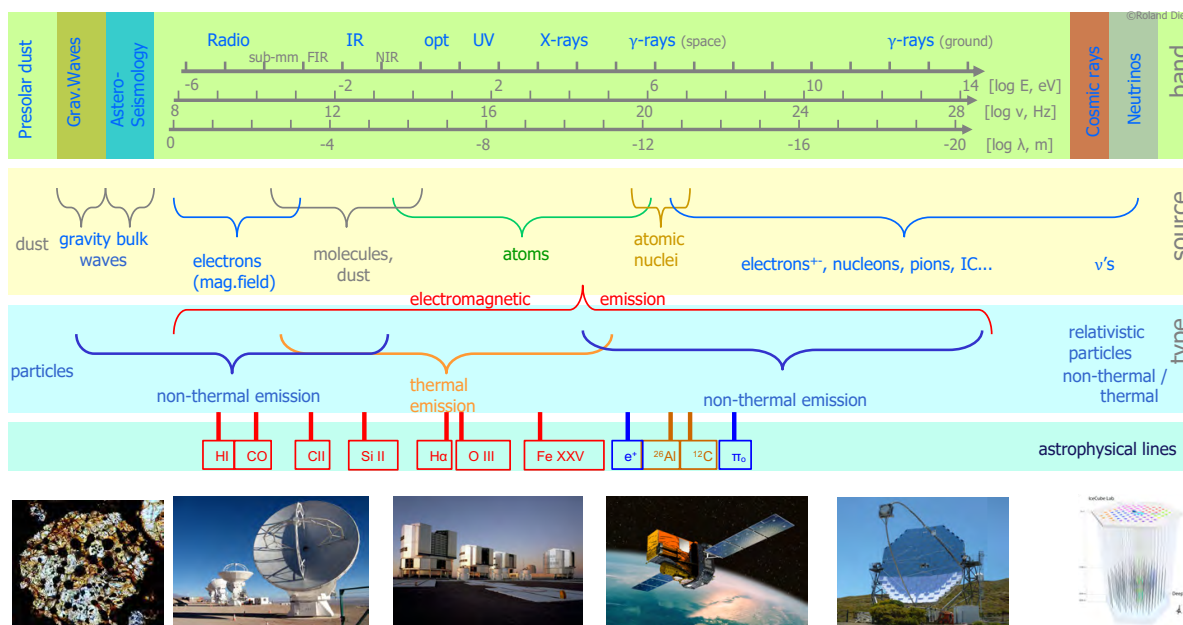 ©Roland Die
Presolar dust
Grav.Waves
Astero-
Seismology
Radio IR opt UV X-rays γ-rays (space) γ-rays (ground)
sub-mm FIR NIR
-6 -2 2 6 10 14 [log E, eV]
8 12 16 20 24 28 [log ν, Hz]
0 -4 -8 -12 -16 -20 [log λ, m]
Cosmic rays
Neutrinos
band
dust
gravity bulk
waves
electrons
(mag.field)
molecules,
dust
atoms
atomic
nuclei
electrons⁺⁻, nucleons, pions, IC...
ν's
source
electromagnetic emission
particles
non-thermal emission
thermal
emission
non-thermal emission
relativistic
particles
non-thermal /
thermal
type
HI CO CII Si II Hα O III Fe XXV e⁺ ²⁶Al ¹²C π₀
astrophysical lines
IceCube Lab